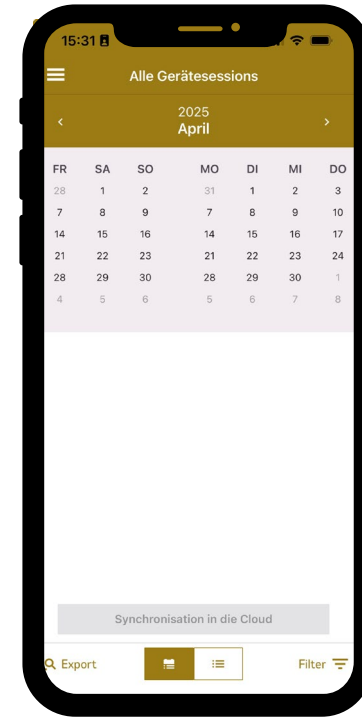 15:31
Alle Gerätesessions
2025
April
FR SA SO MO DI MI DO
28 1 2 31 1 2 3
7 8 9 7 8 9 10
14 15 16 14 15 16 17
21 22 23 21 22 23 24
28 29 30 28 29 30 1
4 5 6 5 6 7 8
Synchronisation in die Cloud
Export Filter